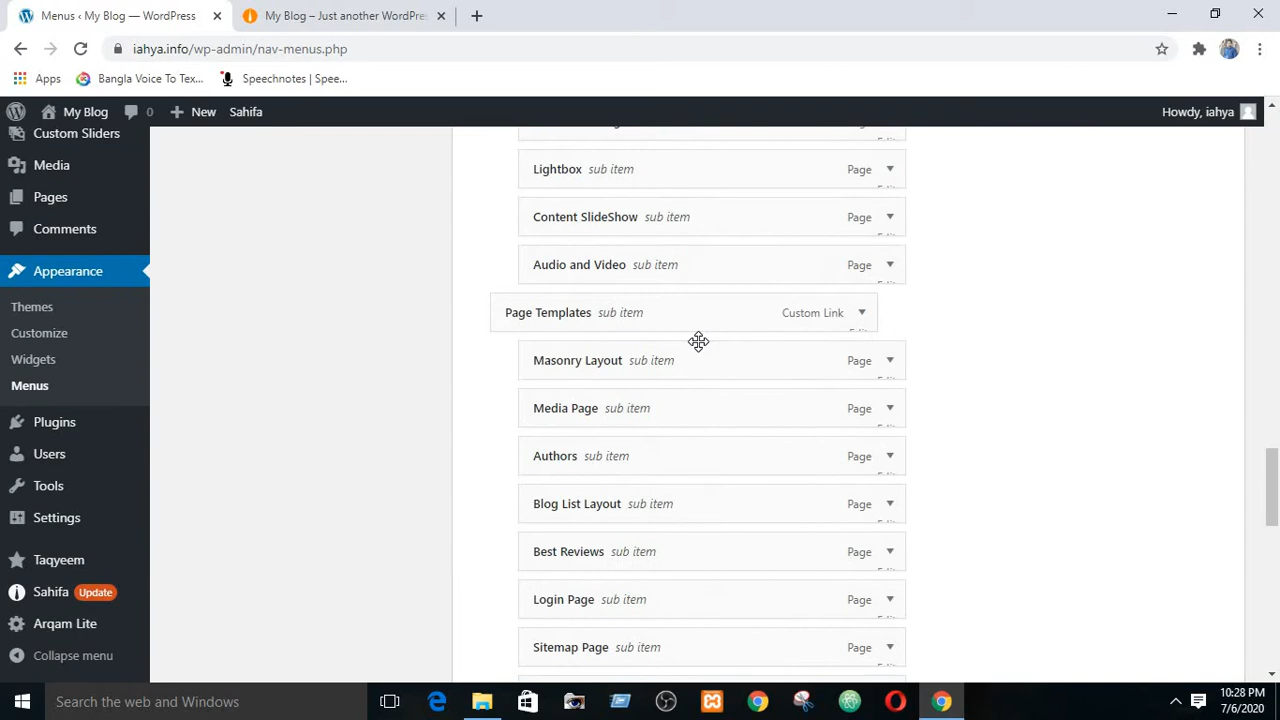 Menus ‹ My Blog — WordPress
My Blog – Just another WordPres
iahya.info/wp-admin/nav-menus.php
Apps
Bangla Voice To Tex...
Speechnotes | Spee...
My Blog
0
New
Sahifa
Howdy, iahya
Custom Sliders
Media
Pages
Comments
Appearance
Themes
Customize
Widgets
Menus
Plugins
Users
Tools
Settings
Taqyeem
Sahifa Update
Arqam Lite
Collapse menu
Lightbox sub item Page
Content SlideShow sub item Page
Audio and Video sub item Page
Page Templates sub item Custom Link
Masonry Layout sub item Page
Media Page sub item Page
Authors sub item Page
Blog List Layout sub item Page
Best Reviews sub item Page
Login Page sub item Page
Sitemap Page sub item Page
Search the web and Windows
10:28 PM
7/6/2020